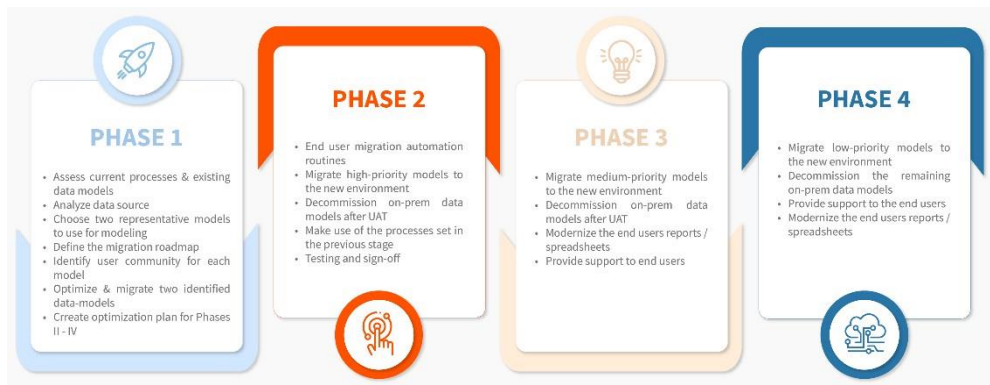 PHASE 1
• Assess current processes & existing
data models
• Analyze data source
• Choose two representative models
to use for modeling
• Define the migration roadmap
• Identify user community for each
model
• Optimize & migrate two identified
data-models
• Crreate optimization plan for Phases
II - IV
PHASE 2
• End user migration automation
routines
• Migrate high-priority models to
the new environment
• Decommission on-prem data
models after UAT
• Make use of the processes set in
the previous stage
• Testing and sign-off
PHASE 3
• Migrate medium-priority models
to the new environment
• Decommission on-prem data
models after UAT
• Modernize the end users reports /
spreadsheets
• Provide support to end users
PHASE 4
• Migrate low-priority models to
the new environment
• Decommission the remaining
on-prem data models
• Provide support to the end users
• Modernize the end users reports /
spreadsheets